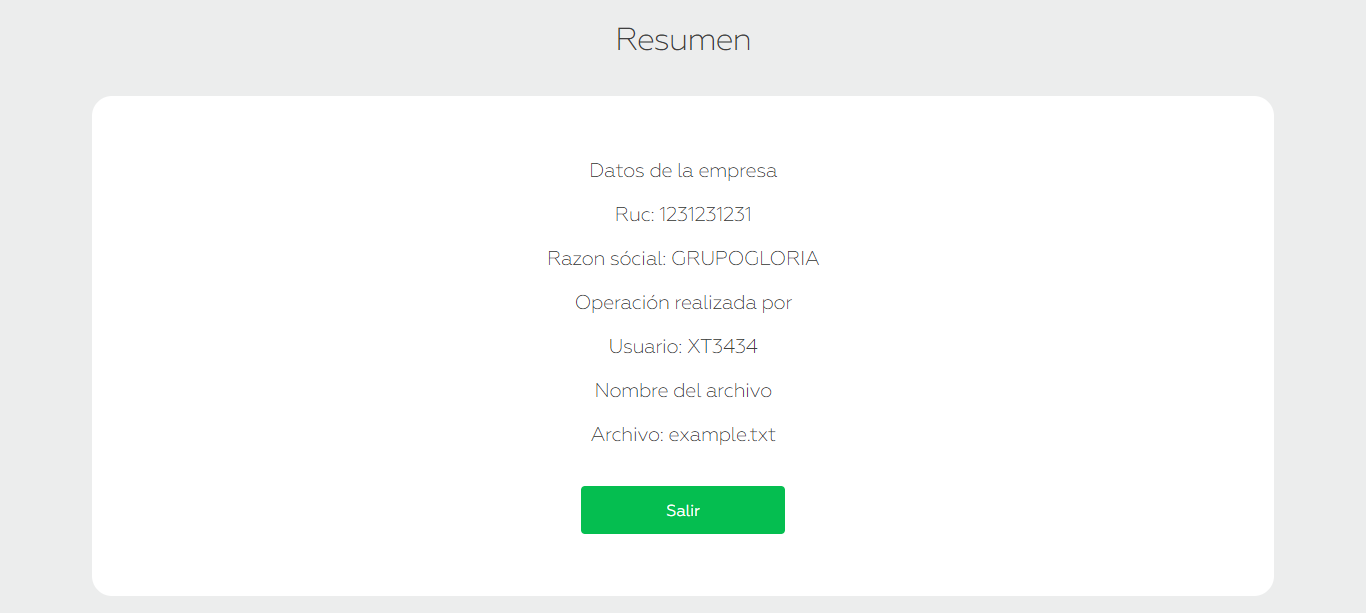 Resumen
Datos de la empresa
Ruc: 1231231231
Razon sócial: GRUPOGLORIA
Operación realizada por
Usuario: XT3434
Nombre del archivo
Archivo: example.txt
Salir